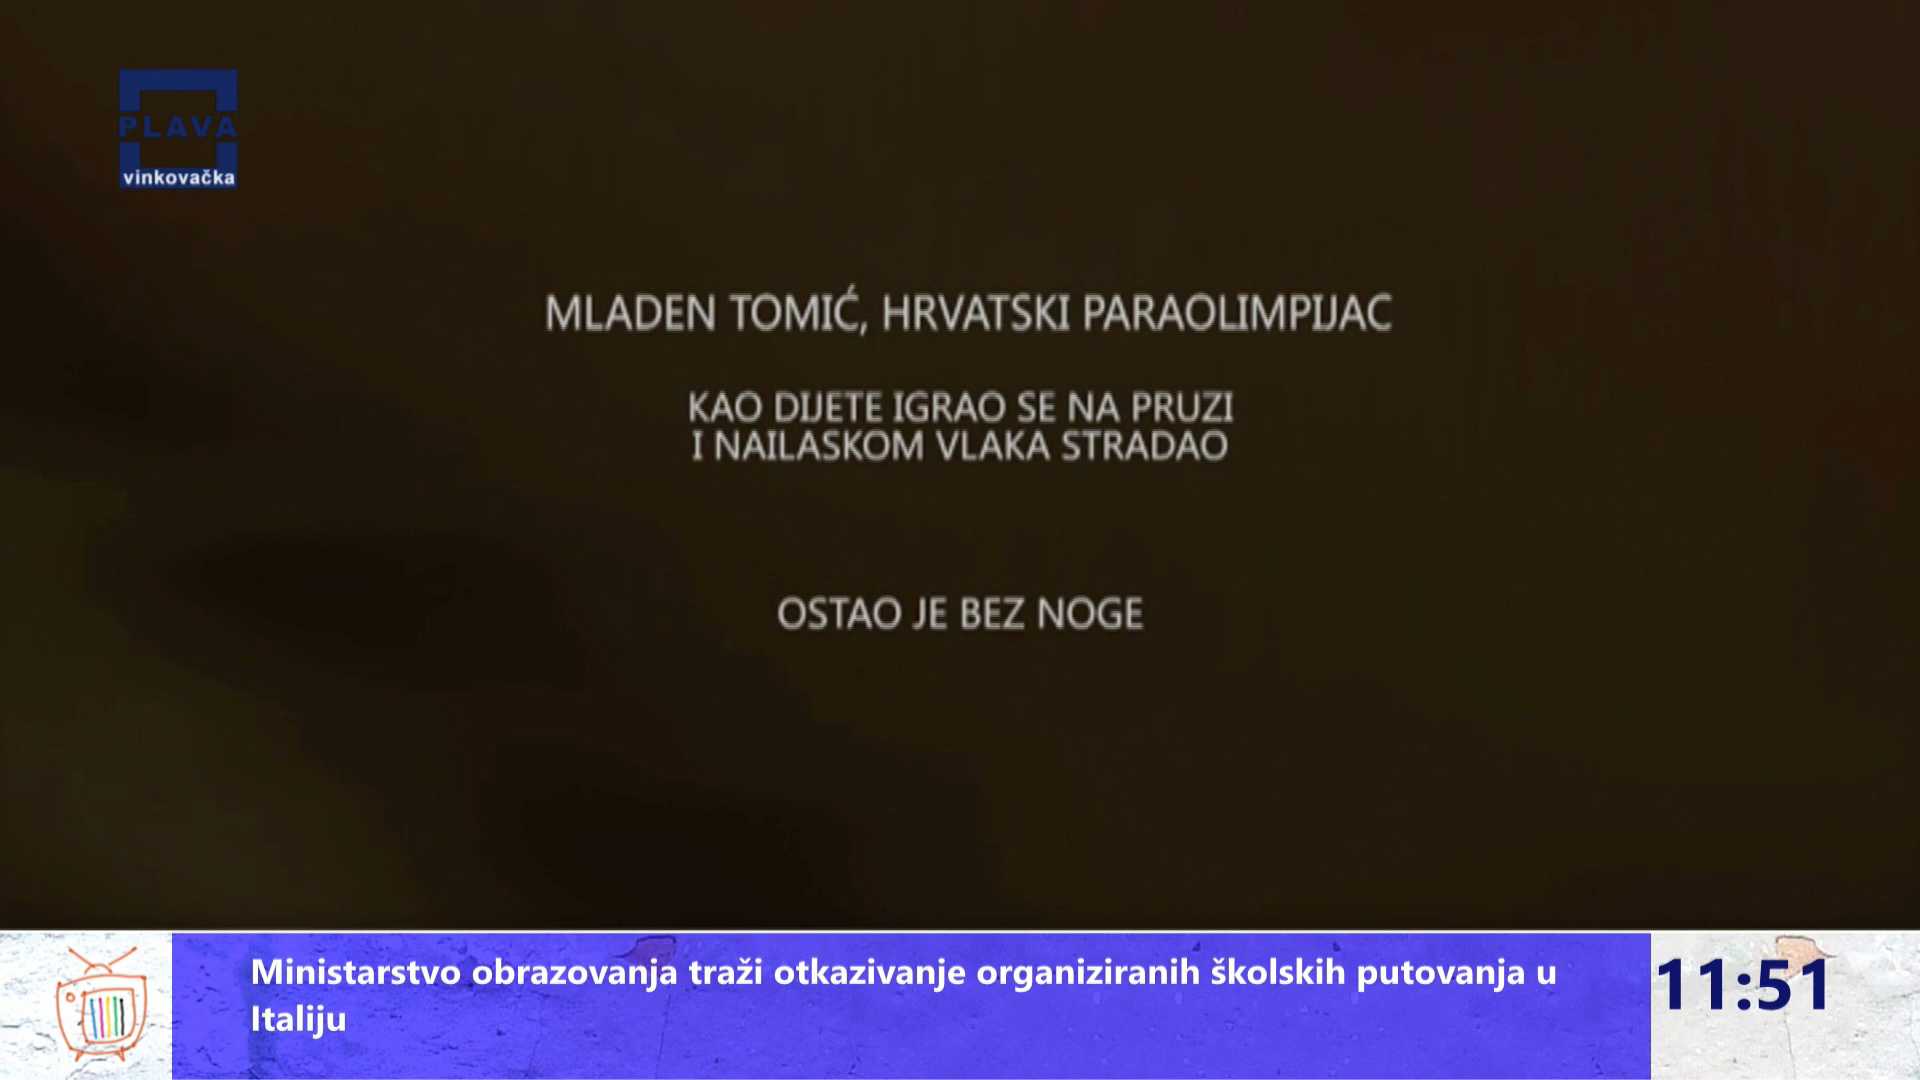 PLAVA
vinkovačka
MLADEN TOMIĆ, HRVATSKI PARAOLIMPIJAC
KAO DIJETE IGRAO SE NA PRUZI
I NAILASKOM VLAKA STRADAO
OSTAO JE BEZ NOGE
Ministarstvo obrazovanja traži otkazivanje organiziranih školskih putovanja u
Italiju
11:51